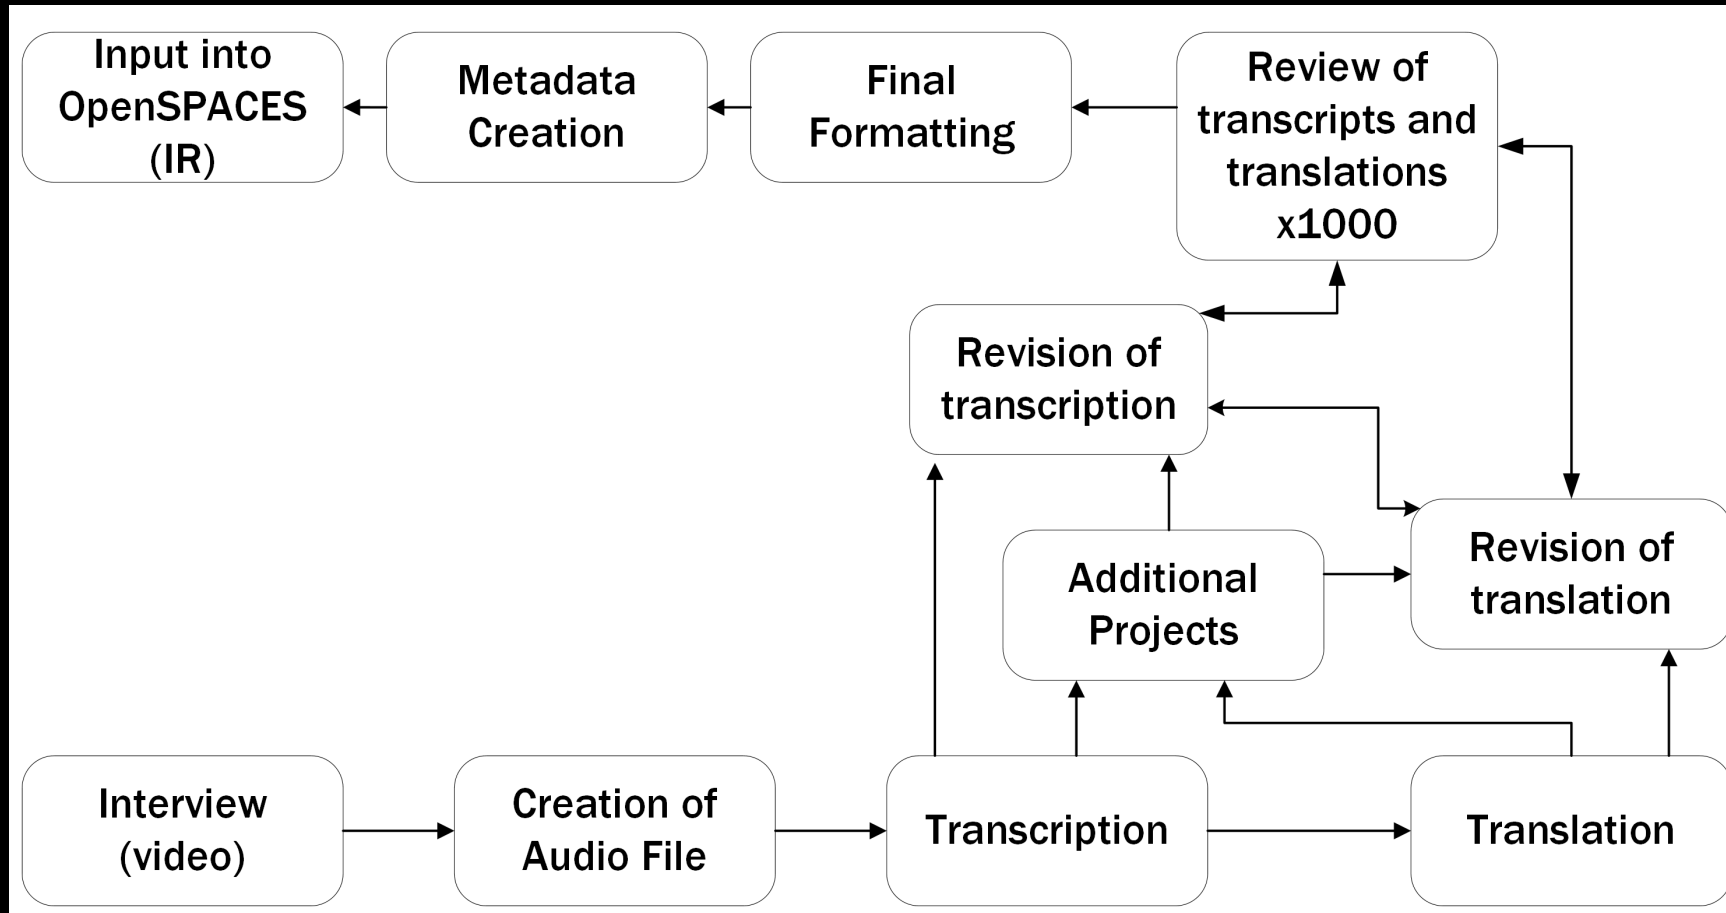 Input into
OpenSPACES
(IR)
Metadata
Creation
Final
Formatting
Review of
transcripts and
translations
x1000
Revision of
transcription
Additional
Projects
Revision of
translation
Interview
(video)
Creation of
Audio File
Transcription
Translation